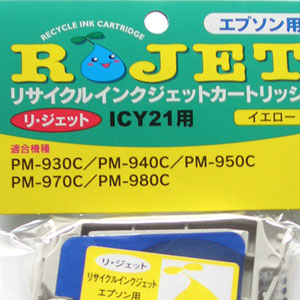 RECYCLE INK CARTRIDGE
エプソン用
RJET
リサイクルインクジェットカートリッジ
リ・ジェット
ICY21用
イエロー
適合機種
PM-930C/PM-940C/PM-950C
PM-970C/PM-980C
リ・ジェット
リサイクルインクジェット
エプソン用